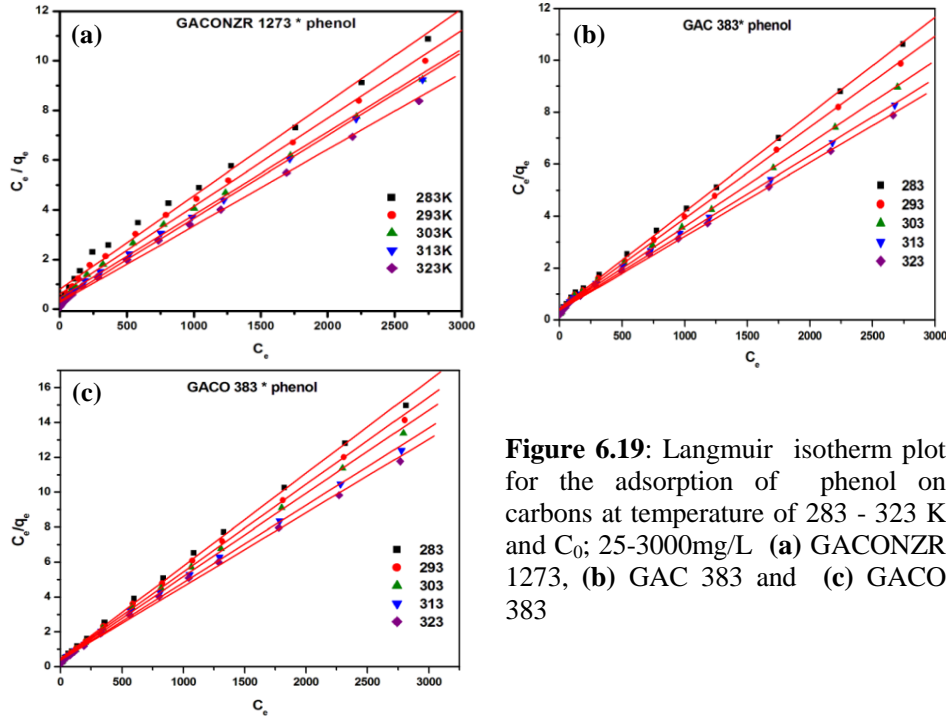 (a)
GACONZR 1273 * phenol
12
10
8
6
4
2
0
Cₑ / qₑ
283K
293K
303K
313K
323K
0 500 1000 1500 2000 2500 3000
Cₑ
(b)
GAC 383* phenol
12
10
8
6
4
2
0
Cₑ/qₑ
283
293
303
313
323
0 500 1000 1500 2000 2500 3000
Cₑ
(c)
GACO 383 * phenol
16
14
12
10
8
6
4
2
0
Cₑ/qₑ
283
293
303
313
323
0 500 1000 1500 2000 2500 3000
Cₑ
Figure 6.19: Langmuir isotherm plot
for the adsorption of phenol on
carbons at temperature of 283 - 323 K
and C₀; 25-3000mg/L (a) GACONZR
1273, (b) GAC 383 and (c) GACO
383